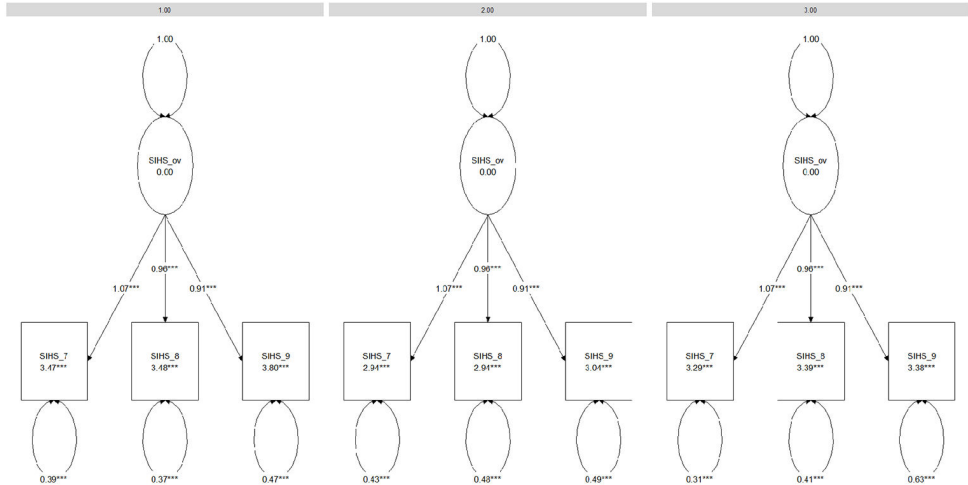 1.00 2.00 3.00
1.00 1.00 1.00
SIHS_ov SIHS_ov SIHS_ov
0.00 0.00 0.00
0.96*** 0.96*** 0.96***
1.07*** 0.91*** 1.07*** 0.91*** 1.07*** 0.91***
SIHS_7 SIHS_8 SIHS_9 SIHS_7 SIHS_8 SIHS_9 SIHS_7 SIHS_8 SIHS_9
3.47*** 3.48*** 3.80*** 2.94*** 2.94*** 3.04*** 3.29*** 3.39*** 3.38***
0.39*** 0.37*** 0.47*** 0.43*** 0.48*** 0.49*** 0.31*** 0.41*** 0.63***